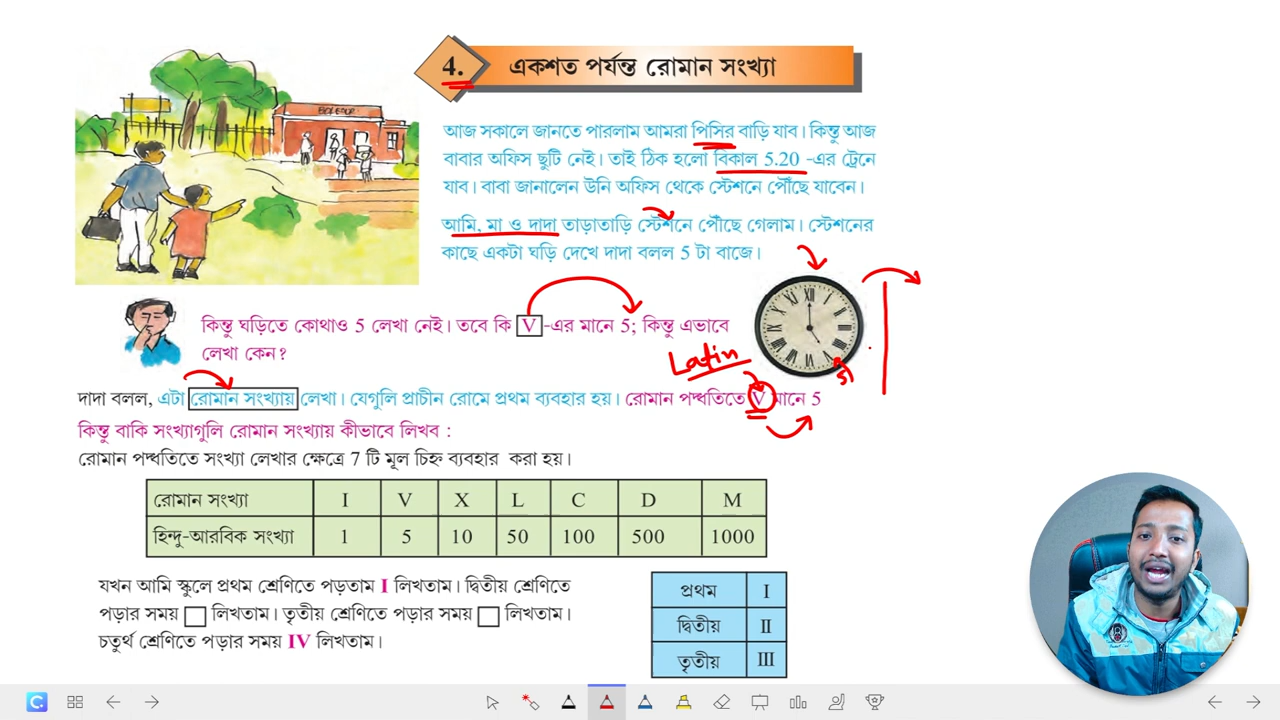 4. একশত পর্যন্ত রোমান সংখ্যা
আজ সকালে জানতে পারলাম আমরা পিসির বাড়ি যাব। কিন্তু আজ
বাবার অফিস ছুটি নেই। তাই ঠিক হলো বিকাল 5.20 -এর ট্রেনে
যাব। বাবা জানালেন উনি অফিস থেকে স্টেশনে পৌঁছে যাবেন।
আমি, মা ও দাদা তাড়াতাড়ি স্টেশনে পৌঁছে গেলাম। স্টেশনের
কাছে একটা ঘড়ি দেখে দাদা বলল 5 টা বাজে।
কিন্তু ঘড়িতে কোথাও 5 লেখা নেই। তবে কি V -এর মানে 5; কিন্তু এভাবে
লেখা কেন?
Latin
দাদা বলল, এটা রোমান সংখ্যায় লেখা। যেগুলি প্রাচীন রোমে প্রথম ব্যবহার হয়। রোমান পদ্ধতিতে V মানে 5
কিন্তু বাকি সংখ্যাগুলি রোমান সংখ্যায় কীভাবে লিখব :
রোমান পদ্ধতিতে সংখ্যা লেখার ক্ষেত্রে 7 টি মূল চিহ্ন ব্যবহার করা হয়।
রোমান সংখ্যা I V X L C D M
হিন্দু-আরবিক সংখ্যা 1 5 10 50 100 500 1000
যখন আমি স্কুলে প্রথম শ্রেণিতে পড়তাম I লিখতাম। দ্বিতীয় শ্রেণিতে
পড়ার সময় লিখতাম। তৃতীয় শ্রেণিতে পড়ার সময় লিখতাম।
চতুর্থ শ্রেণিতে পড়ার সময় IV লিখতাম।
প্রথম I
দ্বিতীয় II
তৃতীয় III